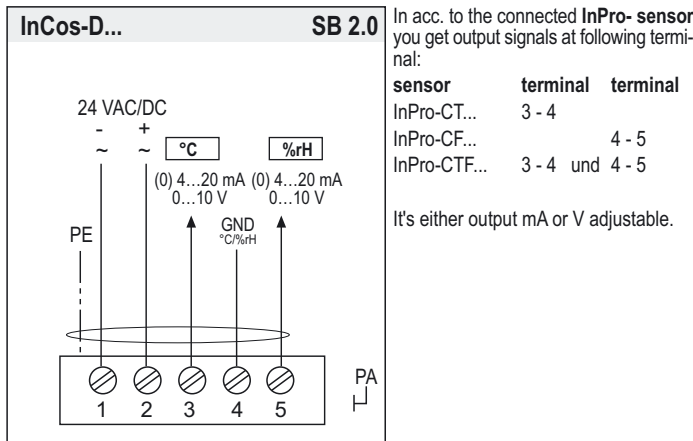 InCos-D... SB 2.0
24 VAC/DC
- +
~ ~
°C %rH
(0) 4…20 mA (0) 4…20 mA
0…10 V 0…10 V
GND
°C/%rH
PE
PA
1 2 3 4 5
In acc. to the connected InPro- sensor
you get output signals at following termi-
nal:
sensor terminal terminal
InPro-CT... 3 - 4
InPro-CF... 4 - 5
InPro-CTF... 3 - 4 und 4 - 5
It's either output mA or V adjustable.